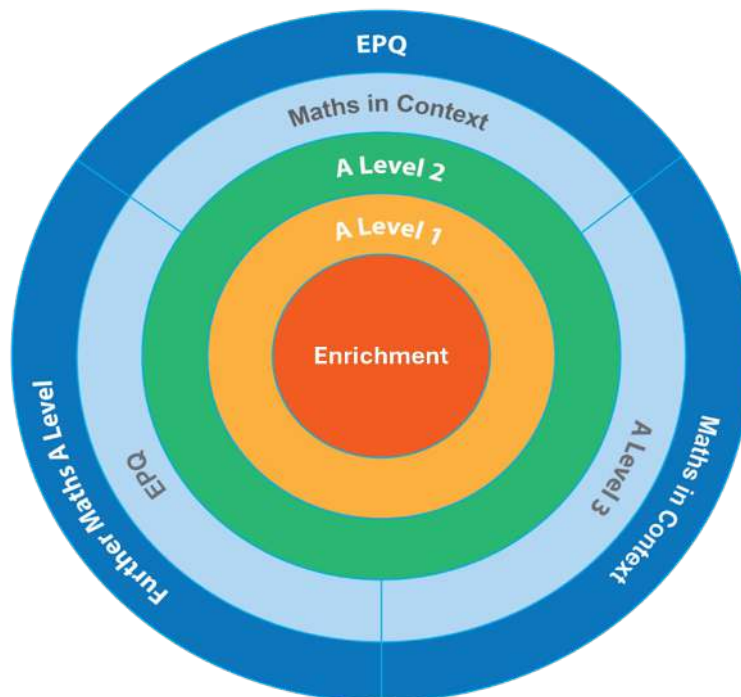 EPQ
Maths in Context
A Level 2
A Level 1
Enrichment
EPQ
A Level 3
Further Maths A Level
Maths in Context